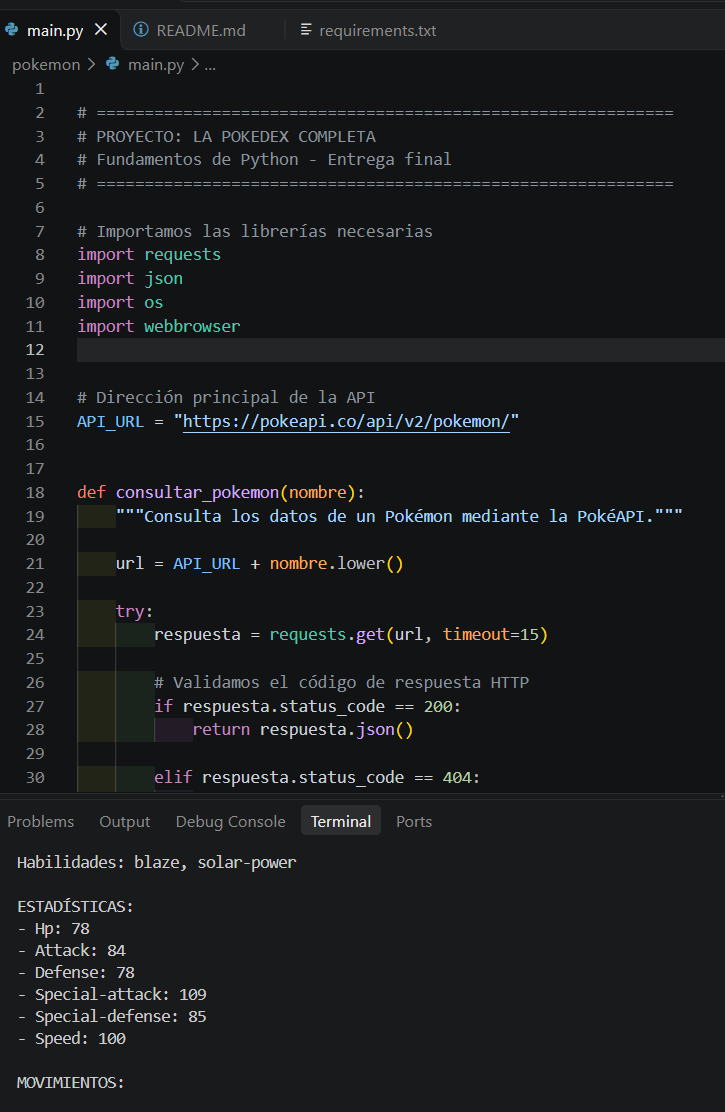 main.py
README.md
requirements.txt
pokemon > main.py > ...
1
2 # ============================================================
3 # PROYECTO: LA POKEDEX COMPLETA
4 # Fundamentos de Python - Entrega final
5 # ============================================================
6
7 # Importamos las librerías necesarias
8 import requests
9 import json
10 import os
11 import webbrowser
12
13
14 # Dirección principal de la API
15 API_URL = "https://pokeapi.co/api/v2/pokemon/"
16
17
18 def consultar_pokemon(nombre):
19     """Consulta los datos de un Pokémon mediante la PokéAPI."""
20
21     url = API_URL + nombre.lower()
22
23     try:
24         respuesta = requests.get(url, timeout=15)
25
26         # Validamos el código de respuesta HTTP
27         if respuesta.status_code == 200:
28             return respuesta.json()
29
30         elif respuesta.status_code == 404:
Problems Output Debug Console Terminal Ports
Habilidades: blaze, solar-power
ESTADÍSTICAS:
- Hp: 78
- Attack: 84
- Defense: 78
- Special-attack: 109
- Special-defense: 85
- Speed: 100
MOVIMIENTOS: